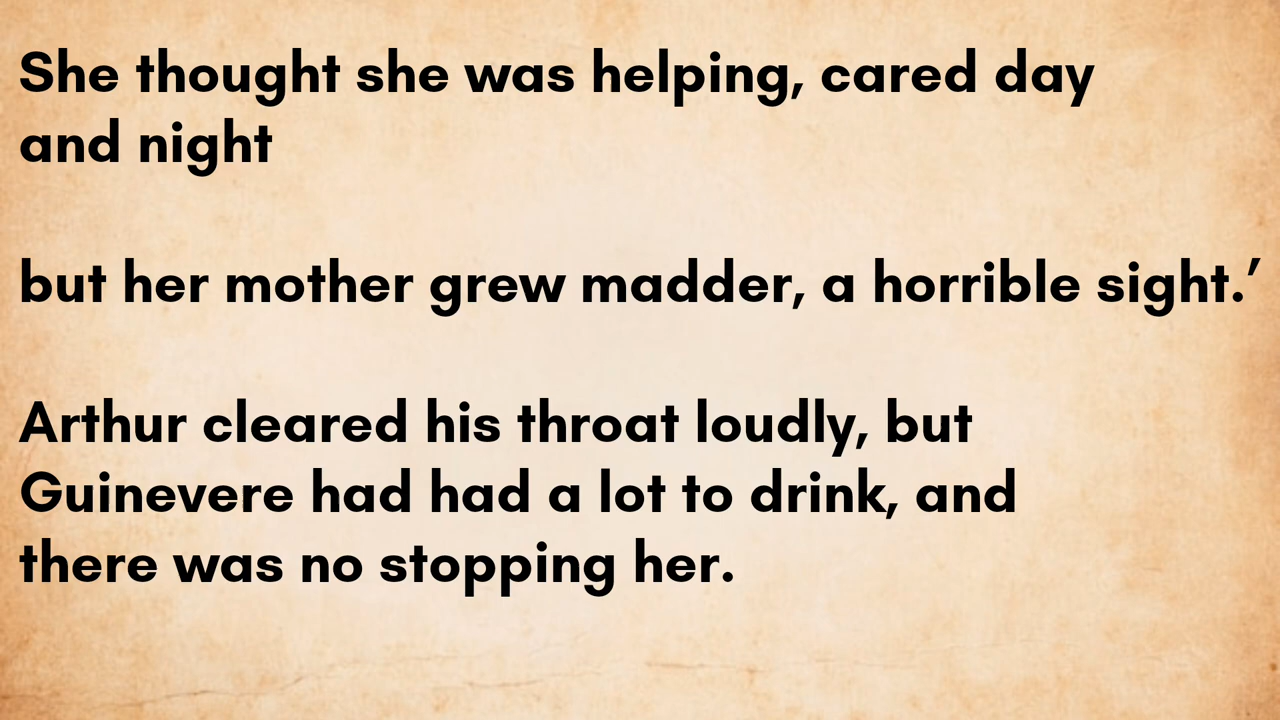 She thought she was helping, cared day
and night
but her mother grew madder, a horrible sight.’
Arthur cleared his throat loudly, but
Guinevere had had a lot to drink, and
there was no stopping her.